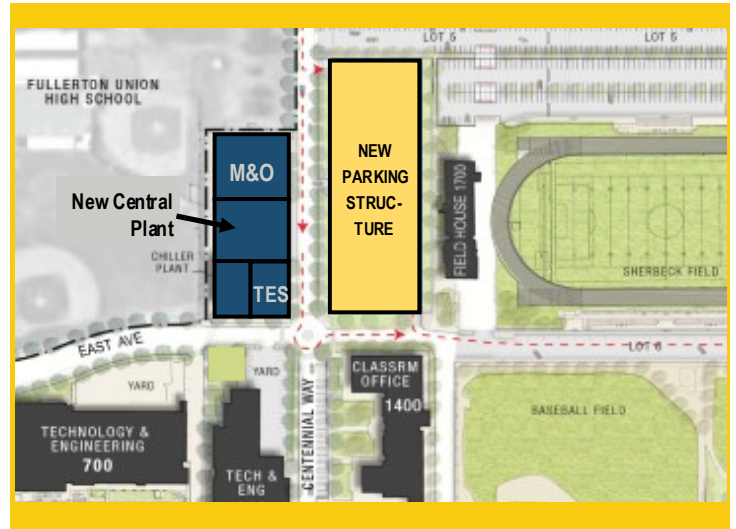 LOT 5
LOT 5
FULLERTON UNION
HIGH SCHOOL
M&O
NEW
PARKING
STRUC-
TURE
New Central
Plant
FIELD HOUSE 1700
CHILLER
PLANT
TES
SHERBECK FIELD
EAST AVE
LOT 6
YARD
YARD
CLASSRM
OFFICE
1400
CENTENNIAL WAY
BASEBALL FIELD
TECHNOLOGY &
ENGINEERING
700
TECH &
ENG